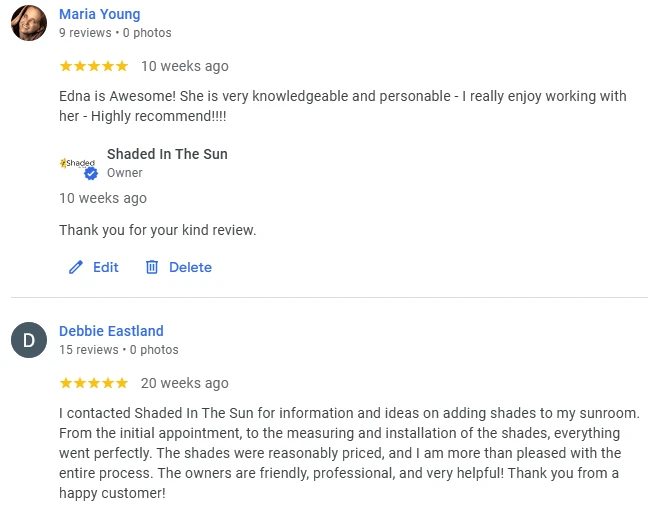 Maria Young
9 reviews • 0 photos
10 weeks ago
Edna is Awesome! She is very knowledgeable and personable - I really enjoy working with
her - Highly recommend!!!!
Shaded
Shaded In The Sun
Owner
10 weeks ago
Thank you for your kind review.
Edit Delete
D
Debbie Eastland
15 reviews • 0 photos
20 weeks ago
I contacted Shaded In The Sun for information and ideas on adding shades to my sunroom.
From the initial appointment, to the measuring and installation of the shades, everything
went perfectly. The shades were reasonably priced, and I am more than pleased with the
entire process. The owners are friendly, professional, and very helpful! Thank you from a
happy customer!